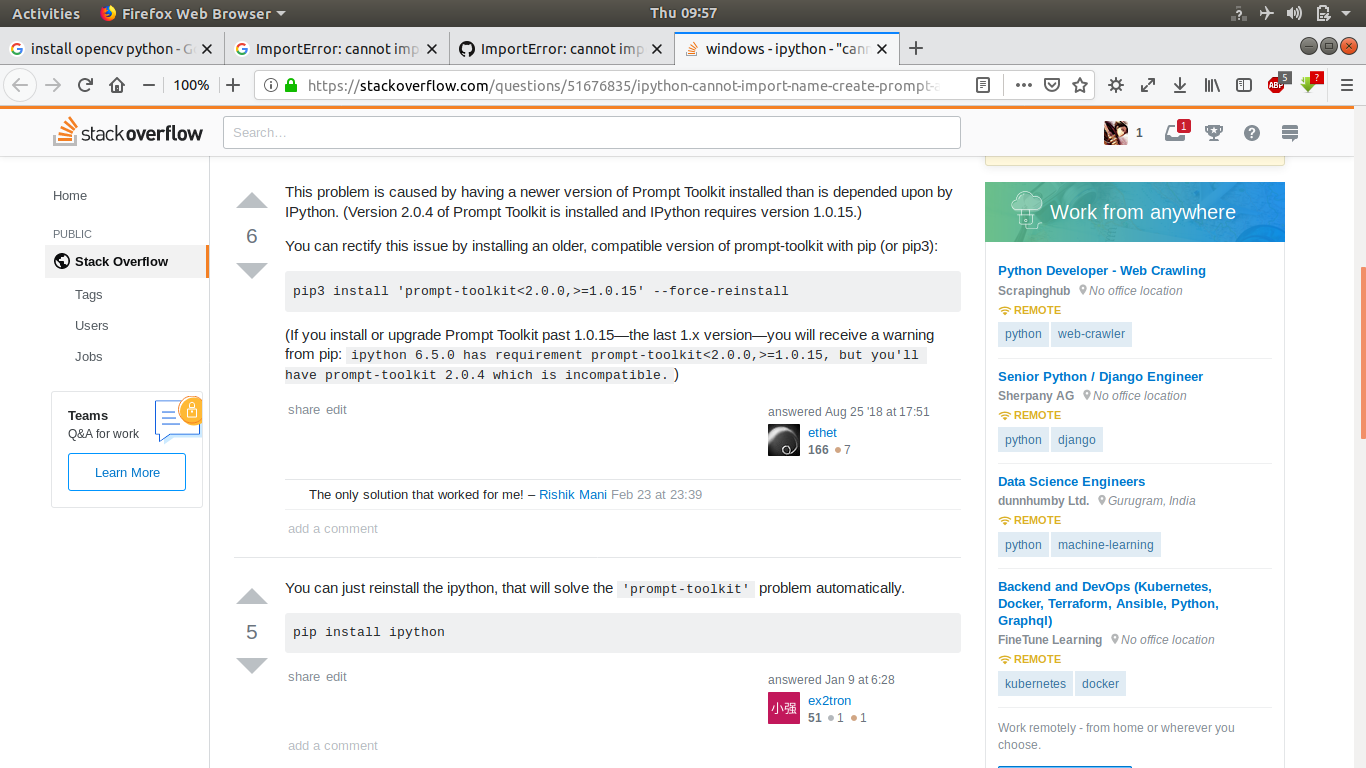 Activities Firefox Web Browser Thu 09:57
install opencv python - G ImportError: cannot imp ImportError: cannot imp windows - ipython - "can
100% https://stackoverflow.com/questions/51676835/ipython-cannot-import-name-create-prompt-a 5 ?
stackoverflow Search… 1 1
Home
PUBLIC
Stack Overflow
Tags
Users
Jobs
Teams
Q&A for work
Learn More
6
This problem is caused by having a newer version of Prompt Toolkit installed than is depended upon by
IPython. (Version 2.0.4 of Prompt Toolkit is installed and IPython requires version 1.0.15.)
You can rectify this issue by installing an older, compatible version of prompt-toolkit with pip (or pip3):
pip3 install 'prompt-toolkit<2.0.0,>=1.0.15' --force-reinstall
(If you install or upgrade Prompt Toolkit past 1.0.15—the last 1.x version—you will receive a warning
from pip: ipython 6.5.0 has requirement prompt-toolkit<2.0.0,>=1.0.15, but you'll
have prompt-toolkit 2.0.4 which is incompatible.)
share edit
answered Aug 25 '18 at 17:51
ethet
166 7
The only solution that worked for me! – Rishik Mani Feb 23 at 23:39
add a comment
5
You can just reinstall the ipython, that will solve the 'prompt-toolkit' problem automatically.
pip install ipython
share edit
answered Jan 9 at 6:28
小强
ex2tron
51 1 1
add a comment
Work from anywhere
Python Developer - Web Crawling
Scrapinghub No office location
REMOTE
python web-crawler
Senior Python / Django Engineer
Sherpany AG No office location
REMOTE
python django
Data Science Engineers
dunnhumby Ltd. Gurugram, India
REMOTE
python machine-learning
Backend and DevOps (Kubernetes,
Docker, Terraform, Ansible, Python,
Graphql)
FineTune Learning No office location
REMOTE
kubernetes docker
Work remotely - from home or wherever you
choose.